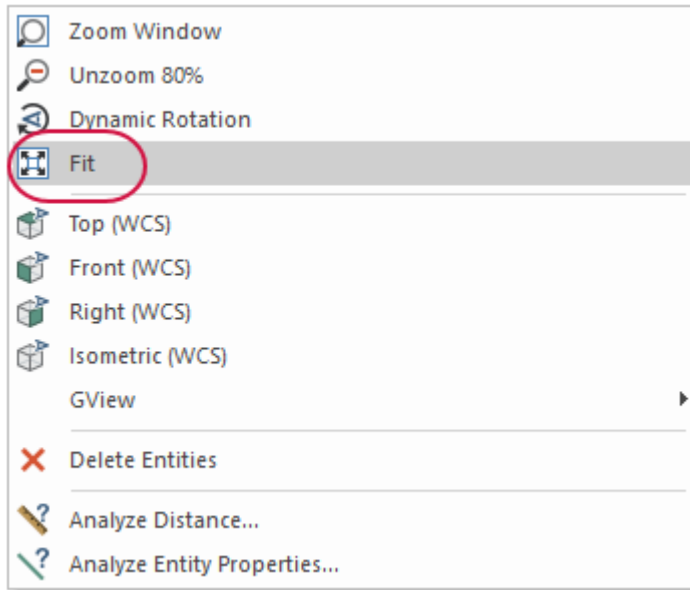 Zoom Window
Unzoom 80%
Dynamic Rotation
Fit
Top (WCS)
Front (WCS)
Right (WCS)
Isometric (WCS)
GView
Delete Entities
Analyze Distance...
Analyze Entity Properties...